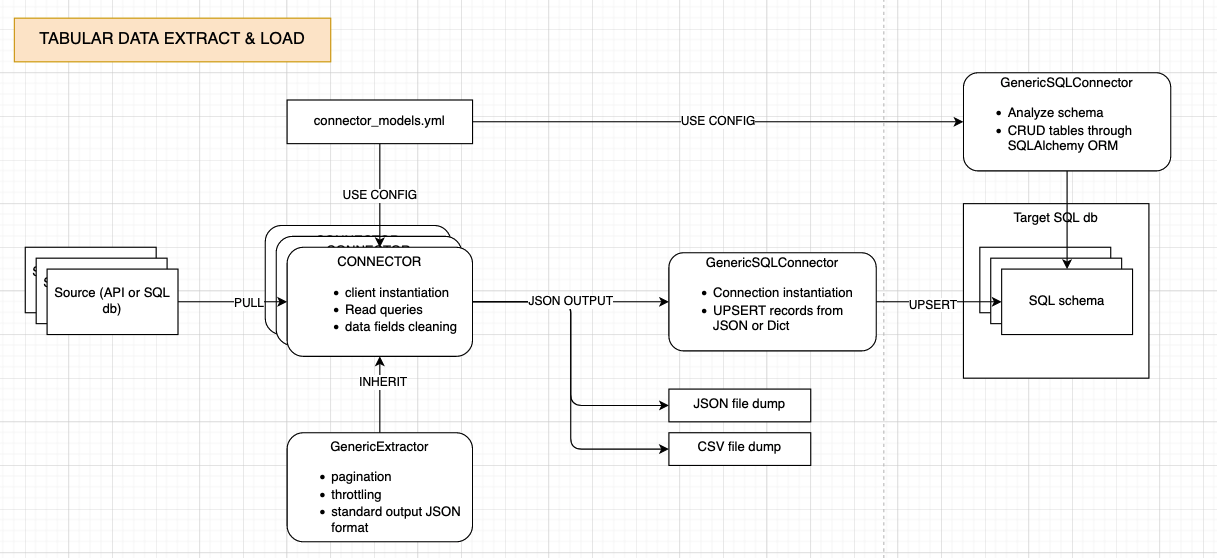 TABULAR DATA EXTRACT & LOAD
GenericSQLConnector
• Analyze schema
• CRUD tables through
SQLAlchemy ORM
connector_models.yml
USE CONFIG
USE CONFIG
Target SQL db
CONNECTOR
CONNECTOR
• client instantiation
• Read queries
• data fields cleaning
Source (API or SQL
db)
PULL
JSON OUTPUT
GenericSQLConnector
• Connection instantiation
• UPSERT records from
JSON or Dict
UPSERT
SQL schema
INHERIT
JSON file dump
CSV file dump
GenericExtractor
• pagination
• throttling
• standard output JSON
format